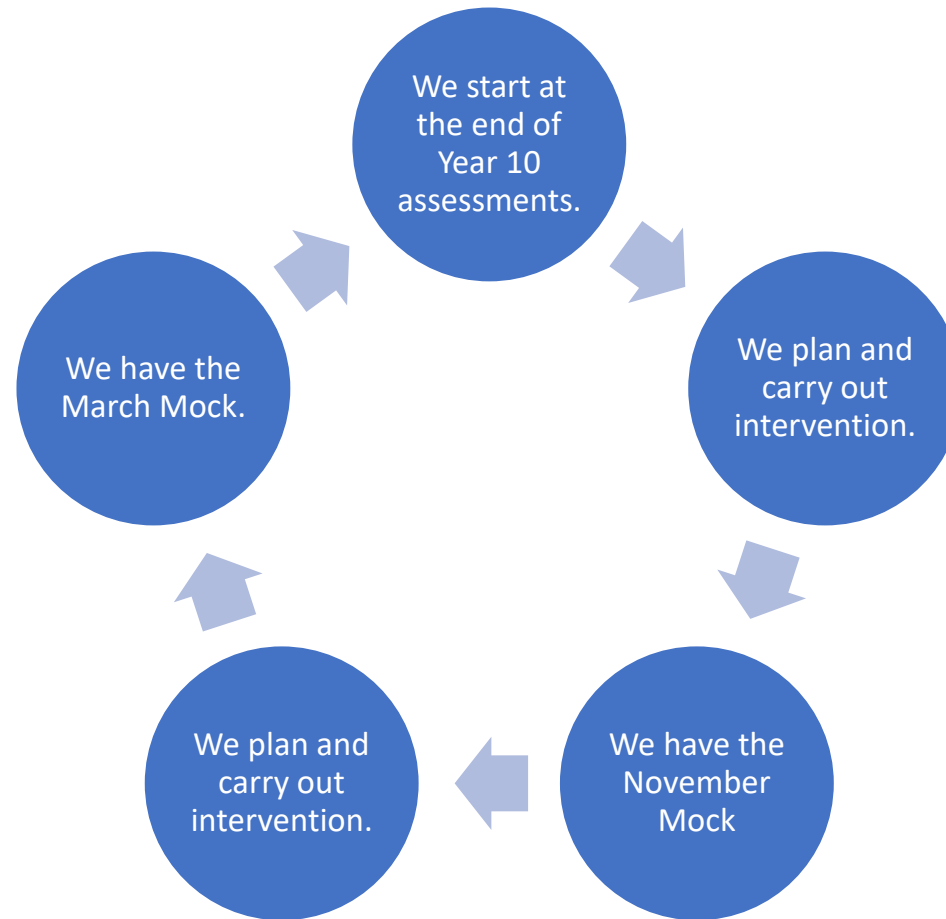 We start at
the end of
Year 10
assessments.
We plan and
carry out
intervention.
We have the
November
Mock
We plan and
carry out
intervention.
We have the
March Mock.